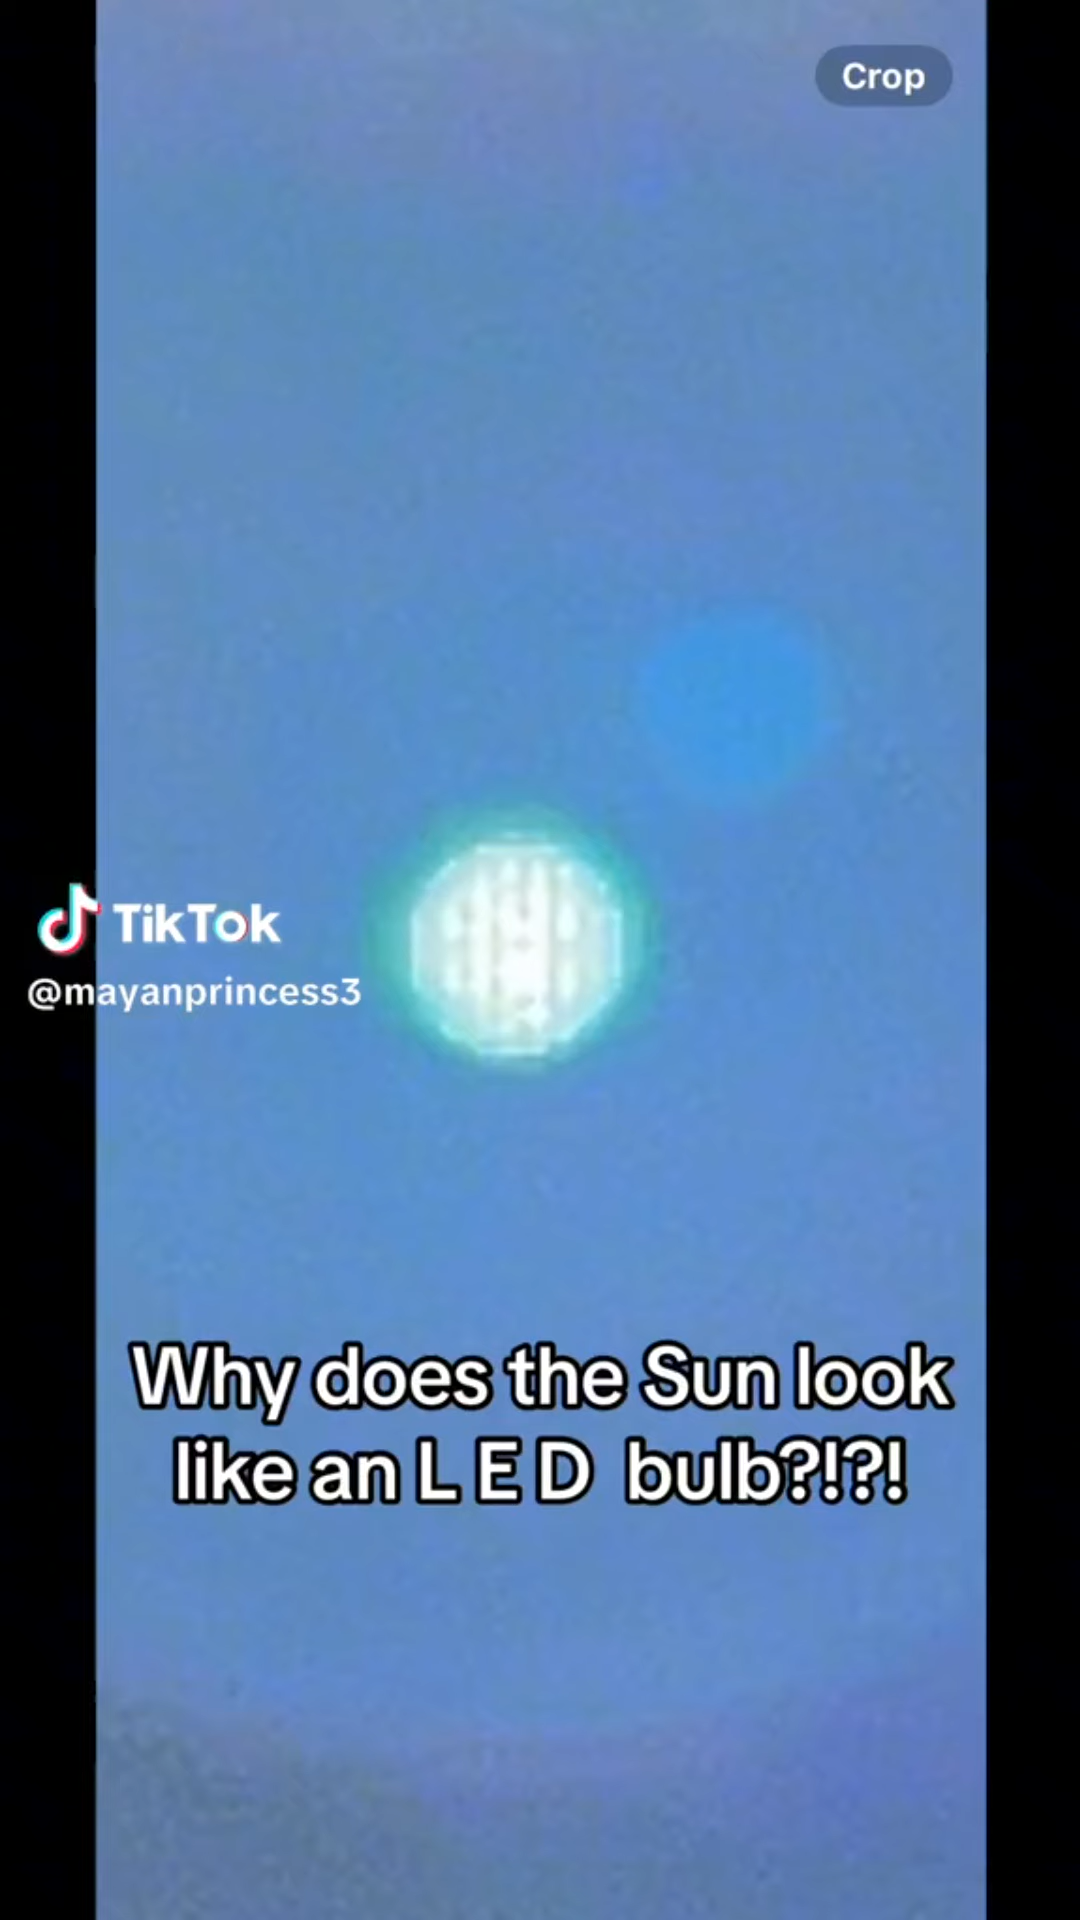 Crop
TikTok
@mayanprincess3
Why does the Sun look
like an L E D bulb?!?!